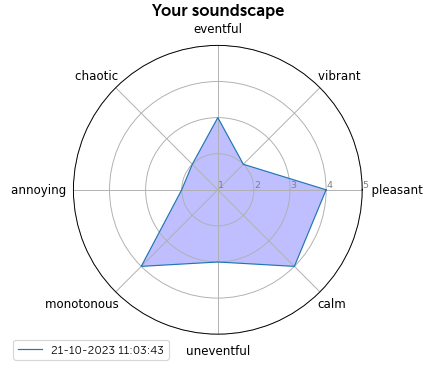 Your soundscape
eventful
chaotic
vibrant
annoying
1
2
3
4
5
pleasant
monotonous
calm
uneventful
21-10-2023 11:03:43